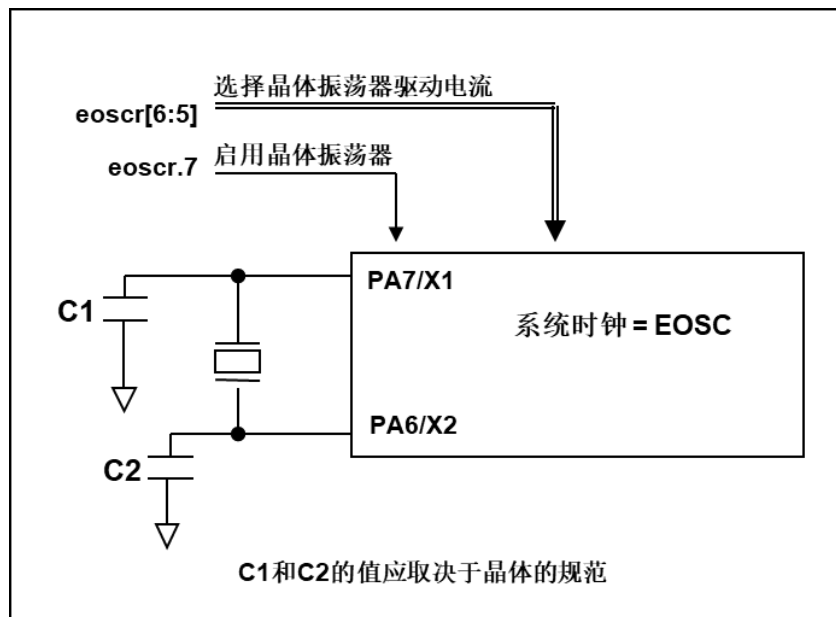 选择晶体振荡器驱动电流
eoscr[6:5]
启用晶体振荡器
eoscr.7
PA7/X1
C1
系统时钟 = EOSC
PA6/X2
C2
C1和C2的值应取决于晶体的规范